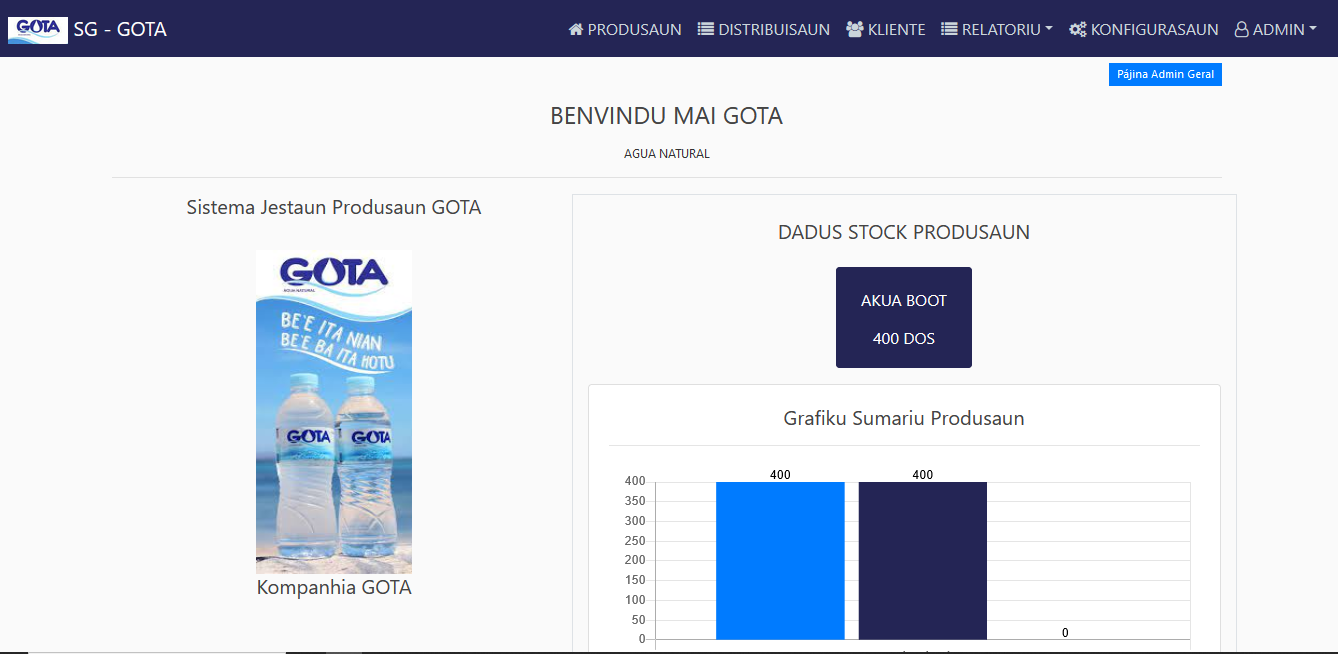 GOTA SG - GOTA PRODUSAUN DISTRIBUISAUN KLIENTE RELATORIU KONFIGURASAUN ADMIN
Pájina Admin Geral
BENVINDU MAI GOTA
AGUA NATURAL
Sistema Jestaun Produsaun GOTA
GOTA
AGUA NATURAL
BE'E ITA NIAN
BE'E BA ITA HOTU
GOTA GOTA
Kompanhia GOTA
DADUS STOCK PRODUSAUN
AKUA BOOT
400 DOS
Grafiku Sumariu Produsaun
400 400
400
350
300
250
200
150
100
50
0
0